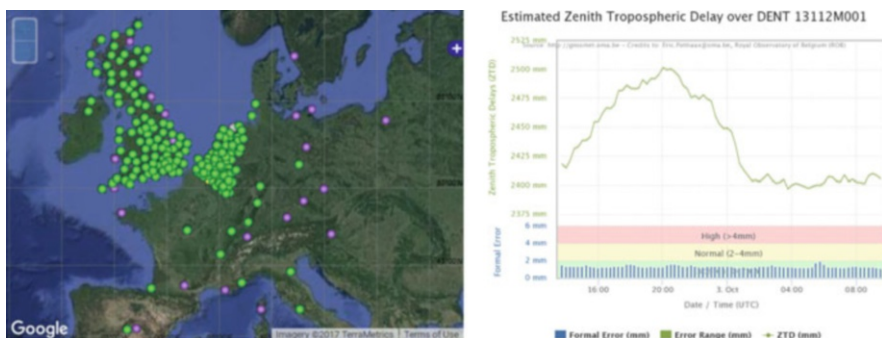 Google
Imagery ©2017 TerraMetrics | Terms of Use
Estimated Zenith Tropospheric Delay over DENT 13112M001
2525 mm
2500 mm
2475 mm
2450 mm
2425 mm
2400 mm
2375 mm
Zenith Tropospheric Delays (ZTD)
6 mm
4 mm
2 mm
0 mm
Formal Error
High (>4mm)
Normal (2-4mm)
16:00
20:00
3. Oct
04:00
08:00
Date / Time (UTC)
Formal Error (mm)
Error Range (mm)
ZTD (mm)